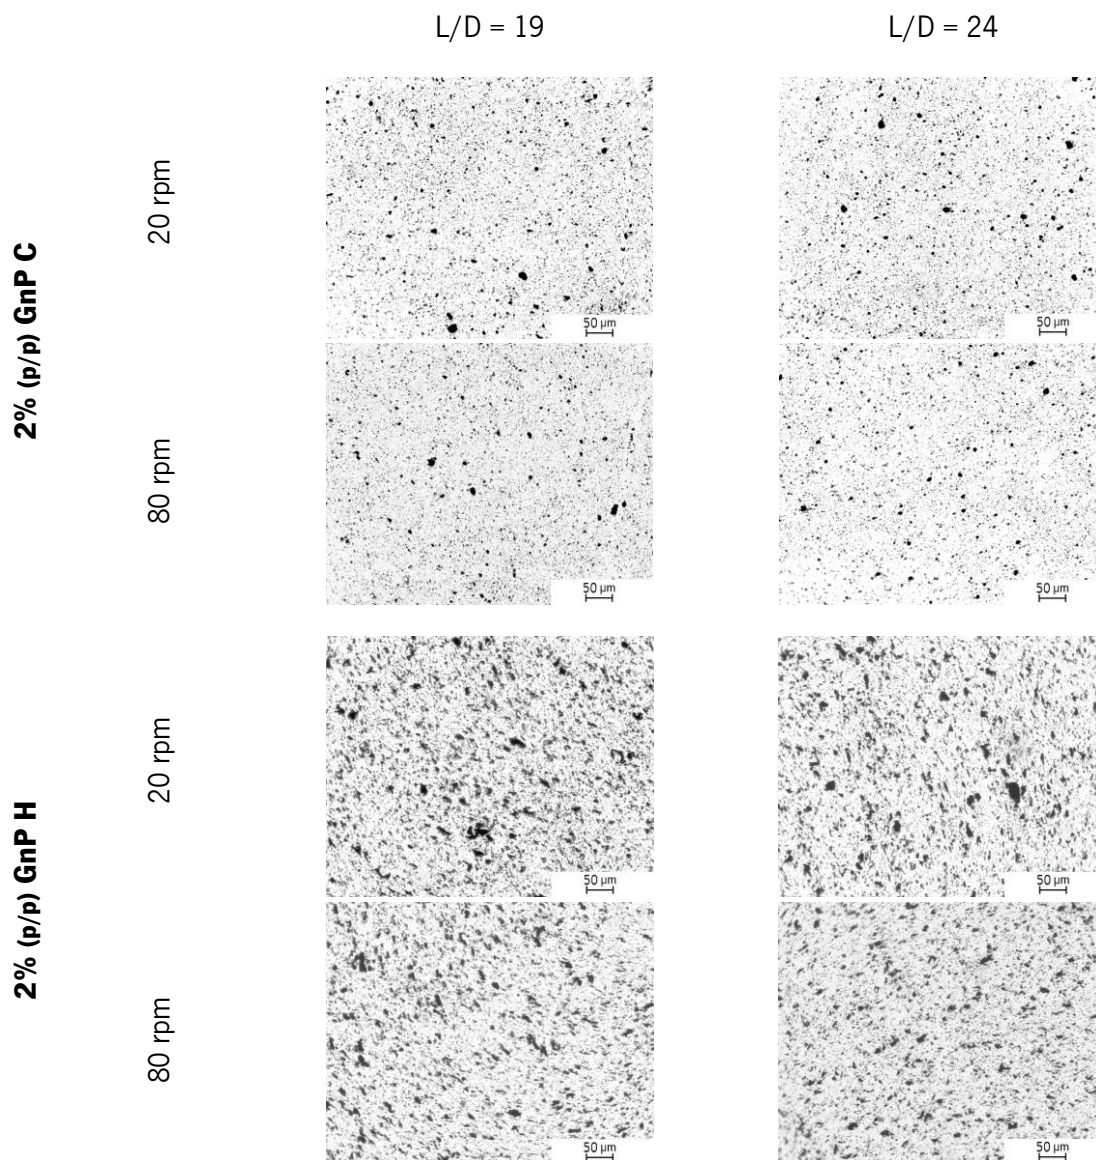 L/D = 19
L/D = 24
2% (p/p) GnP C
20 rpm
50 µm
50 µm
80 rpm
50 µm
50 µm
2% (p/p) GnP H
20 rpm
50 µm
50 µm
80 rpm
50 µm
50 µm